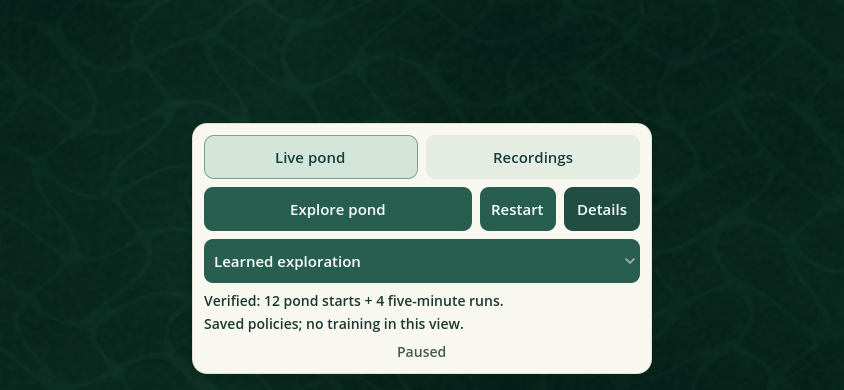 Live pond
Recordings
Explore pond
Restart
Details
Learned exploration
Verified: 12 pond starts + 4 five-minute runs.
Saved policies; no training in this view.
Paused